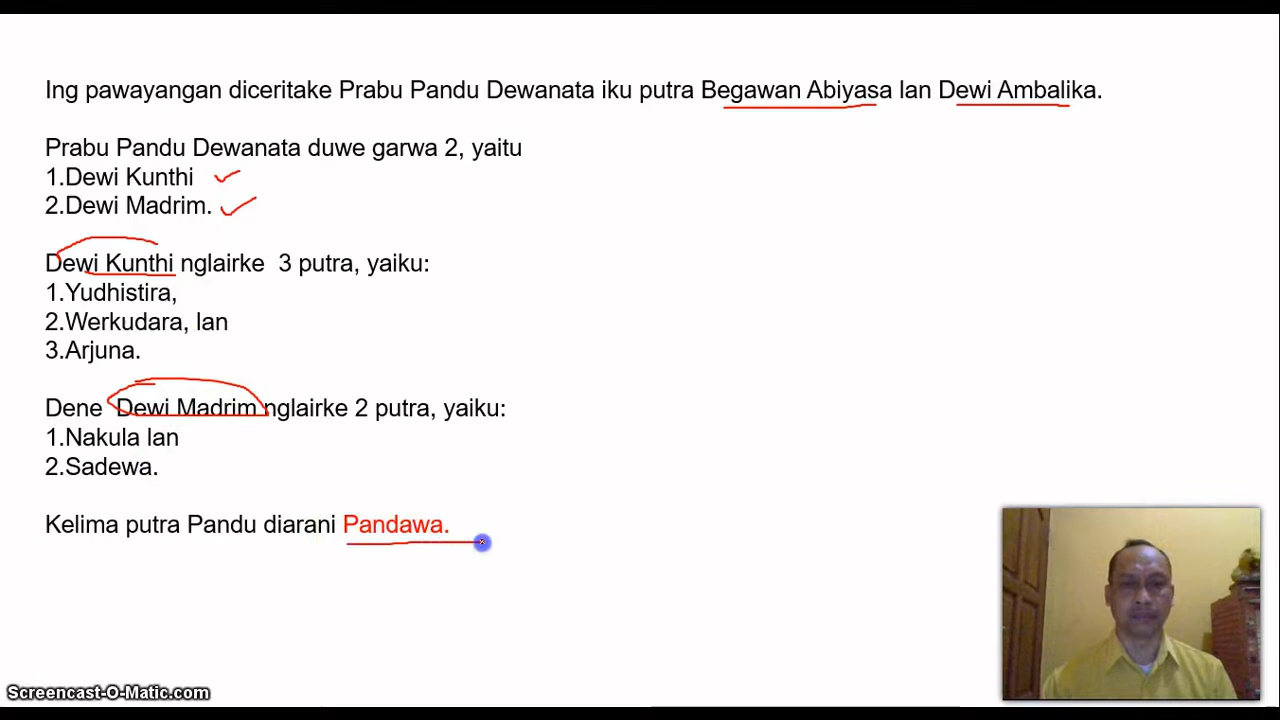 Ing pawayangan diceritake Prabu Pandu Dewanata iku putra Begawan Abiyasa lan Dewi Ambalika.
Prabu Pandu Dewanata duwe garwa 2, yaitu
1.Dewi Kunthi
2.Dewi Madrim.
Dewi Kunthi nglairke  3 putra, yaiku:
1.Yudhistira,
2.Werkudara, lan
3.Arjuna.
Dene  Dewi Madrim nglairke 2 putra, yaiku:
1.Nakula lan
2.Sadewa.
Kelima putra Pandu diarani Pandawa.
Screencast-O-Matic.com